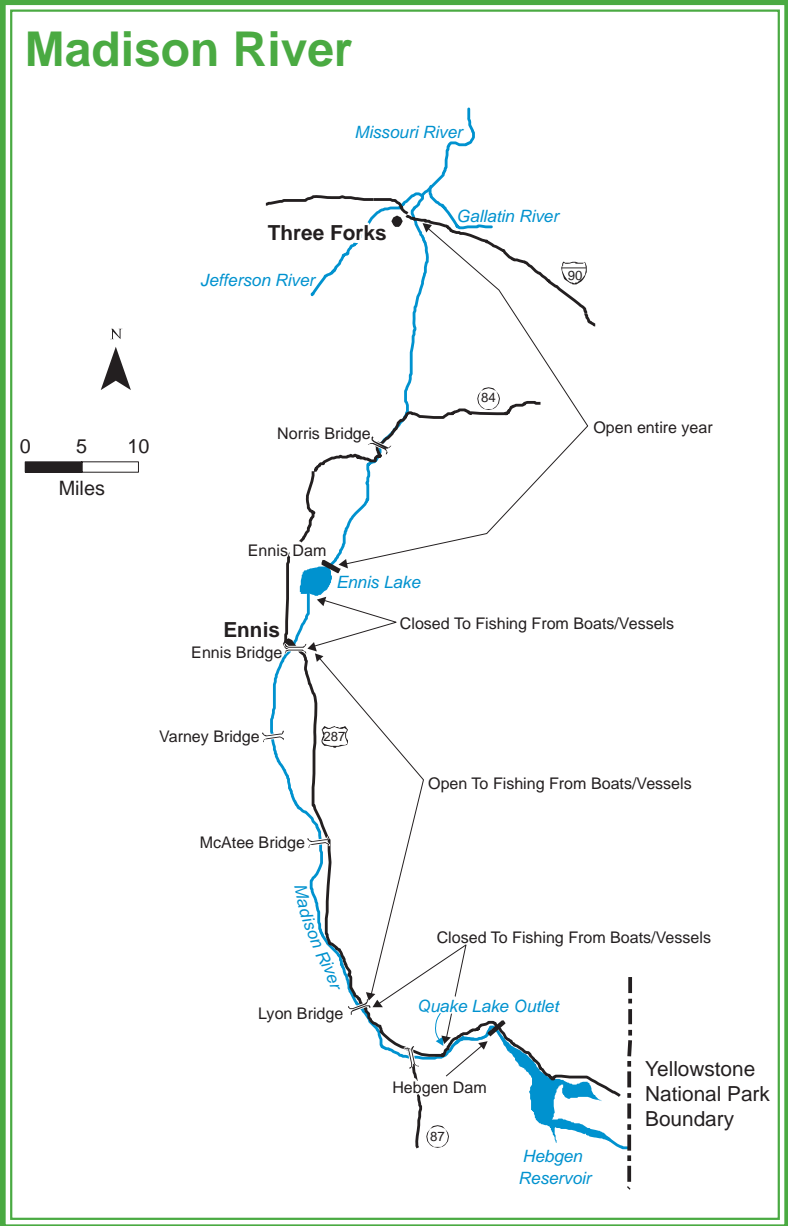 Madison River
Missouri River
Gallatin River
Three Forks
90
Jefferson River
N
84
Open entire year
Norris Bridge
0 5 10
Miles
Ennis Dam
Ennis Lake
Closed To Fishing From Boats/Vessels
Ennis
Ennis Bridge
Varney Bridge
287
Open To Fishing From Boats/Vessels
McAtee Bridge
Madison River
Closed To Fishing From Boats/Vessels
Quake Lake Outlet
Lyon Bridge
Hebgen Dam
Yellowstone
National Park
Boundary
87
Hebgen
Reservoir